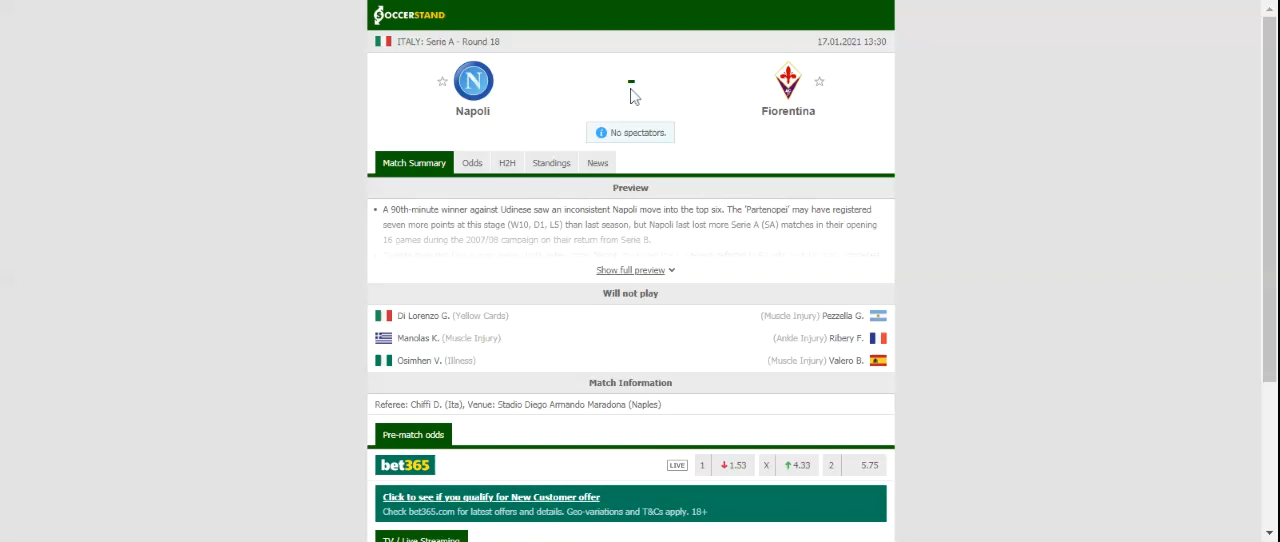 SOCCERSTAND
ITALY: Serie A - Round 18
17.01.2021 13:30
N
Napoli
-
Fiorentina
No spectators.
Match Summary
Odds
H2H
Standings
News
Preview
• A 90th-minute winner against Udinese saw an inconsistent Napoli move into the top six. The 'Partenopei' may have registered
seven more points at this stage (W10, D1, L5) than last season, but Napoli last lost more Serie A (SA) matches in their opening
16 games during the 2007/08 campaign on their return from Serie B.
Show full preview
Will not play
Di Lorenzo G. (Yellow Cards)
(Muscle Injury) Pezzella G.
Manolas K. (Muscle Injury)
(Ankle Injury) Ribery F.
Osimhen V. (Illness)
(Muscle Injury) Valero B.
Match Information
Referee: Chiffi D. (Ita), Venue: Stadio Diego Armando Maradona (Naples)
Pre-match odds
bet365
LIVE
1 1.53
X 4.33
2 5.75
Click to see if you qualify for New Customer offer
Check bet365.com for latest offers and details. Geo-variations and T&Cs apply. 18+
TV / Live Streaming